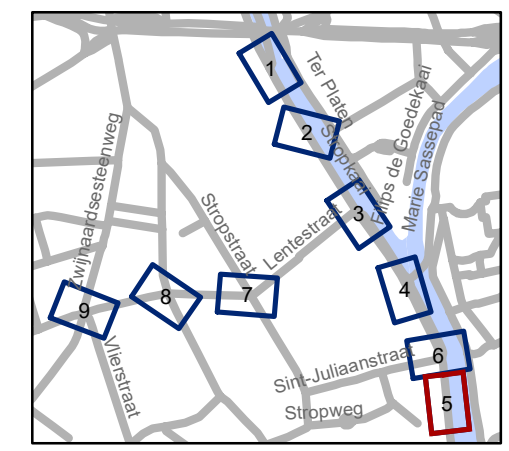 1
Ter Platen
2
Stropkaai
Filips de Goedekaai
Marie Sassepad
Zwijnaardsesteenweg
3
Stropstraat
Lentestraat
4
7
8
9
Vlierstraat
6
Sint-Juliaanstraat
5
Stropweg